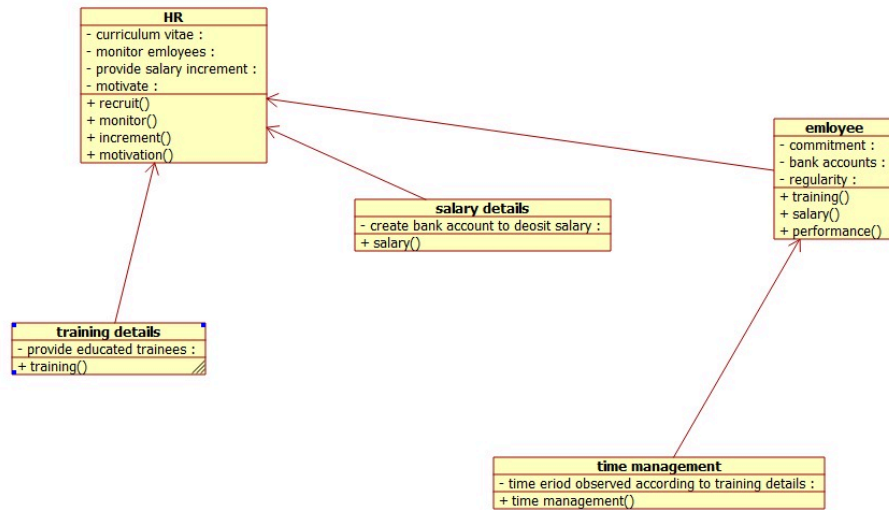 HR
- curriculum vitae :
- monitor emloyees :
- provide salary increment :
- motivate :
+ recruit()
+ monitor()
+ increment()
+ motivation()
emloyee
- commitment :
- bank accounts :
- regularity :
+ training()
+ salary()
+ performance()
salary details
- create bank account to deosit salary :
+ salary()
training details
- provide educated trainees :
+ training()
time management
- time eriod observed according to training details :
+ time management()